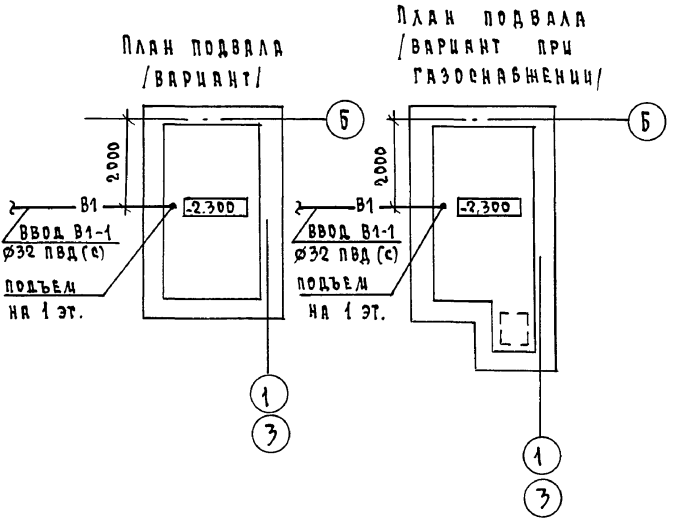 ПЛАН ПОДВАЛА
/ВАРИАНТ/
Б
2000
В1
-2.300
ВВОД В1-1
Ø32 ПВД(С)
ПОДЪЕМ
НА 1 ЭТ.
1
3
ПЛАН ПОДВАЛА
/ВАРИАНТ ПРИ
ГАЗОСНАБЖЕНИИ/
Б
2000
В1
-2,300
ВВОД В1-1
Ø32 ПВД(С)
ПОДЪЕМ
НА 1 ЭТ.
1
3